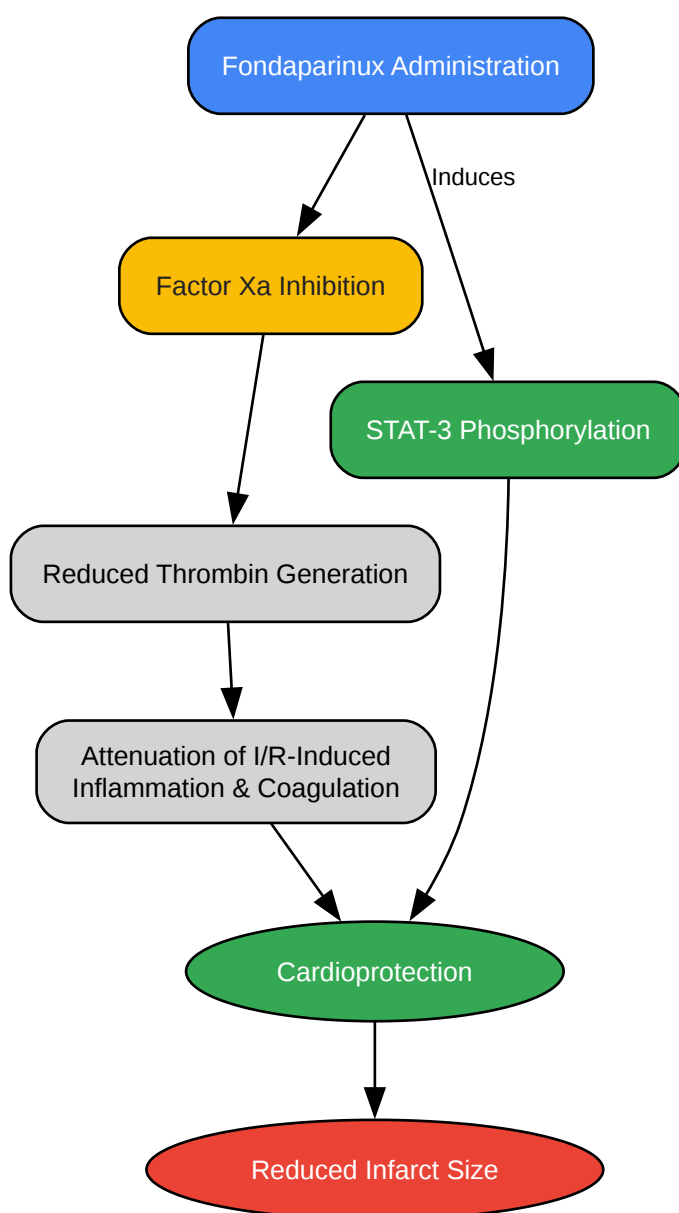 Fondaparinux Administration
Induces
Factor Xa Inhibition
STAT-3 Phosphorylation
Reduced Thrombin Generation
Attenuation of I/R-Induced
Inflammation & Coagulation
Cardioprotection
Reduced Infarct Size